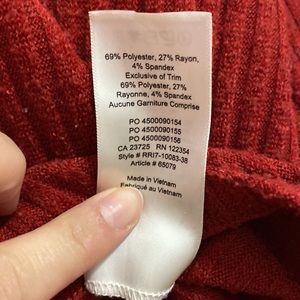 69% Polyester, 27% Rayon,
4% Spandex
Exclusive of Trim
69% Polyester, 27%
Rayonne, 4% Spandex
Aucune Garniture Comprise
PO 4500090154
PO 4500090155
PO 4500090156
CA 23725 RN 122354
Style # RRI7-10083-38
Article # 65079
Made in Vietnam
Fabriqué au Vietnam